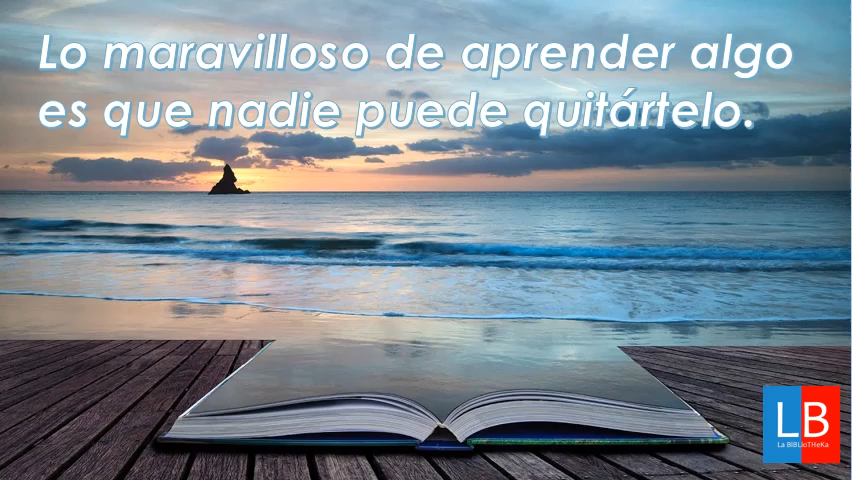 Lo maravilloso de aprender algo
es que nadie puede quitártelo.
LB
La BIBLIoTHeKa